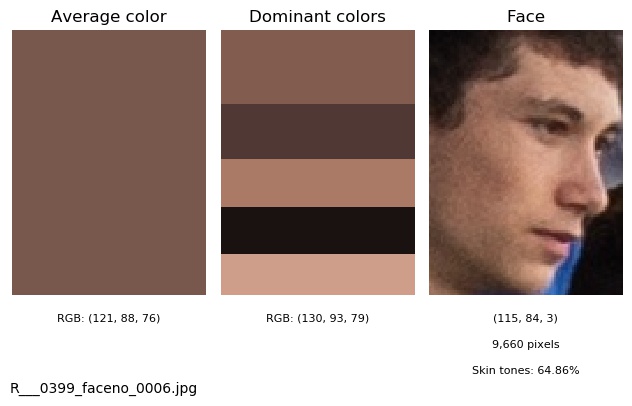 Average color
Dominant colors
Face
RGB: (121, 88, 76)
RGB: (130, 93, 79)
(115, 84, 3)
9,660 pixels
Skin tones: 64.86%
R___0399_faceno_0006.jpg